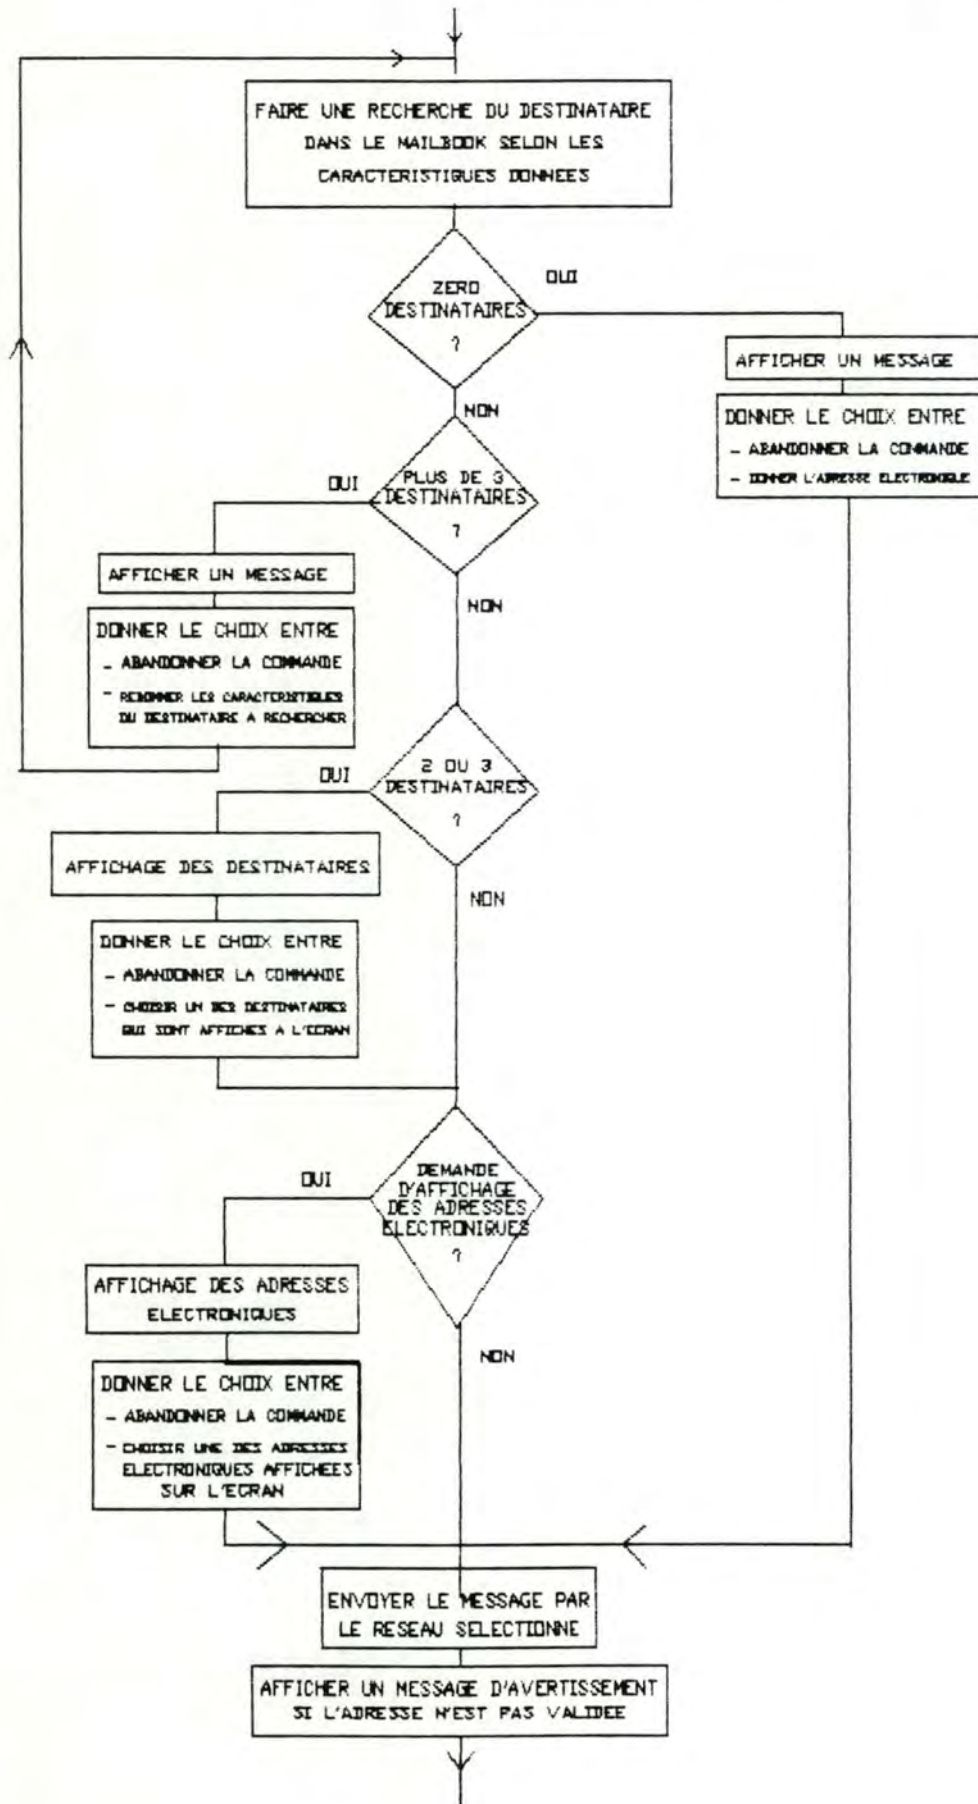 FAIRE UNE RECHERCHE DU DESTINATAIRE
DANS LE MAILBOOK SELON LES
CARACTERISTIQUES DONNEES
ZERO
DESTINATAIRES
?
OUI
AFFICHER UN MESSAGE
DONNER LE CHOIX ENTRE
- ABANDONNER LA COMMANDE
- DONNER L'ADRESSE ELECTRONIQUE
NON
PLUS DE 3
DESTINATAIRES
?
OUI
AFFICHER UN MESSAGE
DONNER LE CHOIX ENTRE
- ABANDONNER LA COMMANDE
- REDONNER LES CARACTERISTIQUES
DU DESTINATAIRE A RECHERCHER
NON
2 OU 3
DESTINATAIRES
?
OUI
AFFICHAGE DES DESTINATAIRES
DONNER LE CHOIX ENTRE
- ABANDONNER LA COMMANDE
- CHOISIR UN DES DESTINATAIRES
QUI SONT AFFICHES A L'ECRAN
NON
DEMANDE
D'AFFICHAGE
DES ADRESSES
ELECTRONIQUES
?
OUI
AFFICHAGE DES ADRESSES
ELECTRONIQUES
DONNER LE CHOIX ENTRE
- ABANDONNER LA COMMANDE
- CHOISIR UNE DES ADRESSES
ELECTRONIQUES AFFICHEES
SUR L'ECRAN
NON
ENVOYER LE MESSAGE PAR
LE RESEAU SELECTIONNE
AFFICHER UN MESSAGE D'AVERTISSEMENT
SI L'ADRESSE N'EST PAS VALIDEE